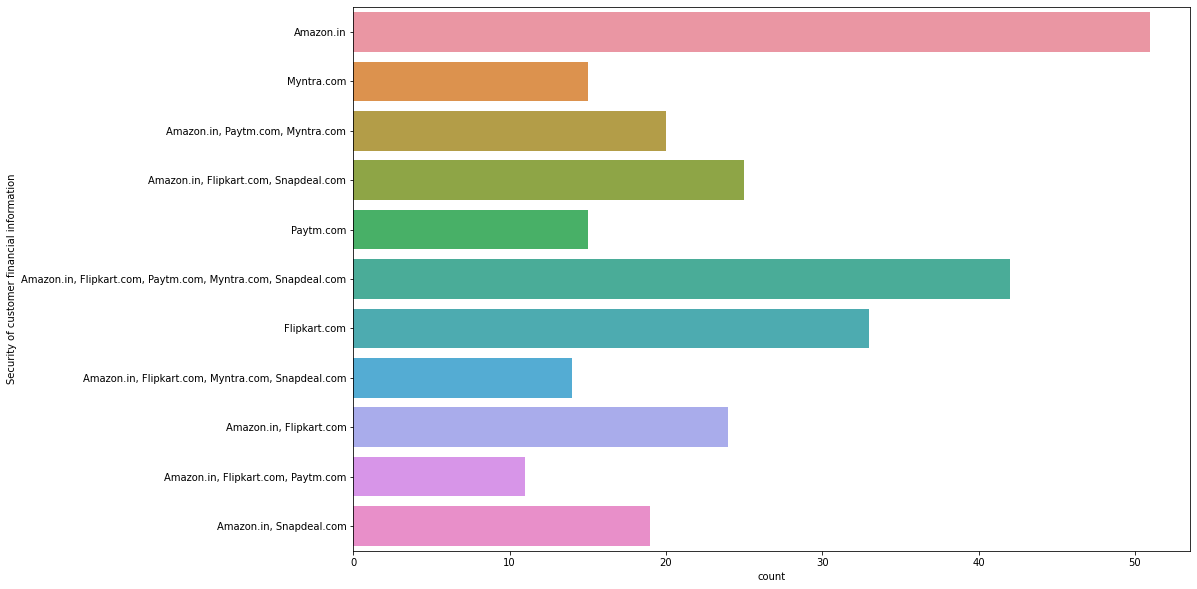 Security of customer financial information
Amazon.in
Myntra.com
Amazon.in, Paytm.com, Myntra.com
Amazon.in, Flipkart.com, Snapdeal.com
Paytm.com
Amazon.in, Flipkart.com, Paytm.com, Myntra.com, Snapdeal.com
Flipkart.com
Amazon.in, Flipkart.com, Myntra.com, Snapdeal.com
Amazon.in, Flipkart.com
Amazon.in, Flipkart.com, Paytm.com
Amazon.in, Snapdeal.com
0 10 20 30 40 50
count